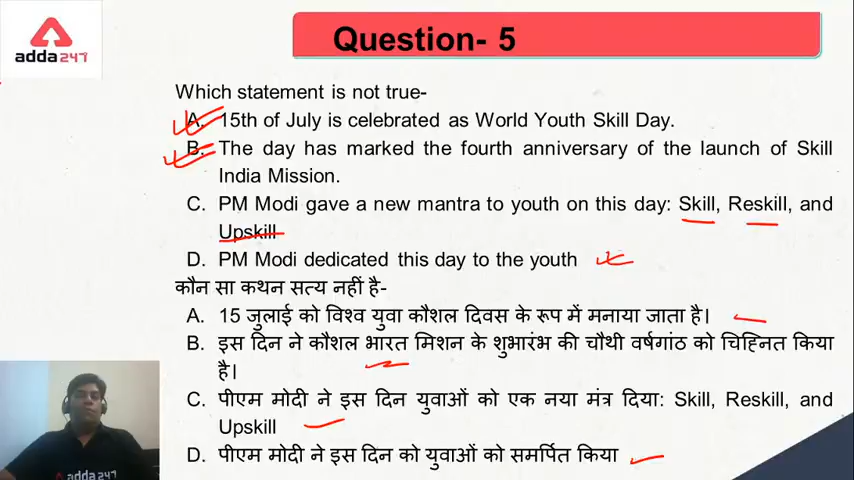 adda247
Question- 5
Which statement is not true-
A. 15th of July is celebrated as World Youth Skill Day.
B. The day has marked the fourth anniversary of the launch of Skill
India Mission.
C. PM Modi gave a new mantra to youth on this day: Skill, Reskill, and
Upskill
D. PM Modi dedicated this day to the youth
कौन सा कथन सत्य नहीं है-
A. 15 जुलाई को विश्व युवा कौशल दिवस के रूप में मनाया जाता है।
B. इस दिन ने कौशल भारत मिशन के शुभारंभ की चौथी वर्षगांठ को चिह्नित किया
है।
C. पीएम मोदी ने इस दिन युवाओं को एक नया मंत्र दिया: Skill, Reskill, and
Upskill
D. पीएम मोदी ने इस दिन को युवाओं को समर्पित किया
adda247